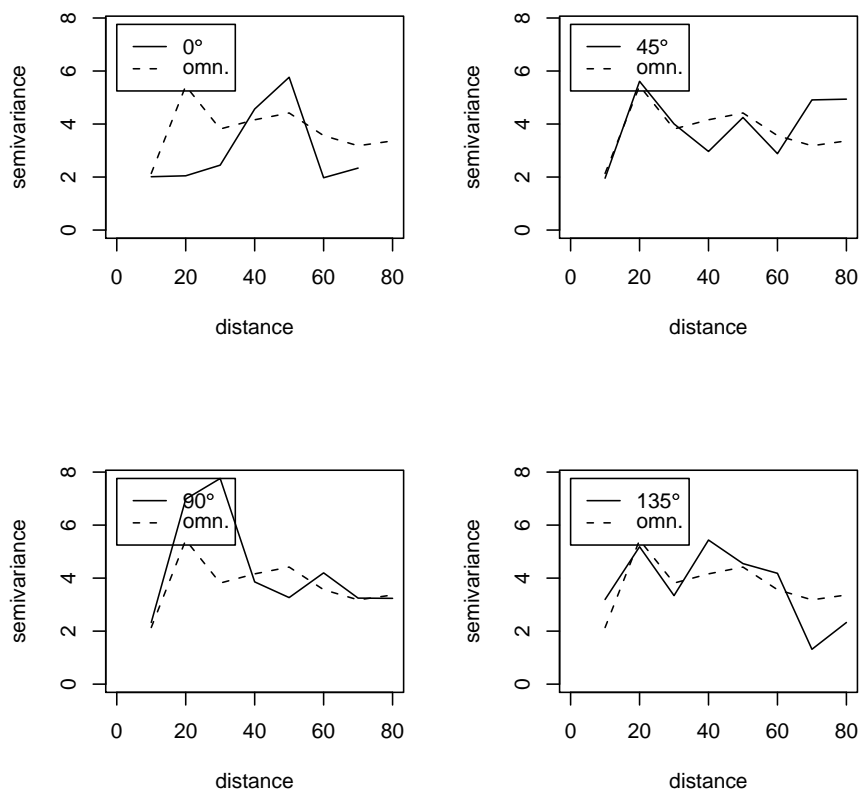 0°
omn.
semivariance
0 2 4 6 8
0 20 40 60 80
distance
45°
omn.
semivariance
0 2 4 6 8
0 20 40 60 80
distance
90°
omn.
semivariance
0 2 4 6 8
0 20 40 60 80
distance
135°
omn.
semivariance
0 2 4 6 8
0 20 40 60 80
distance